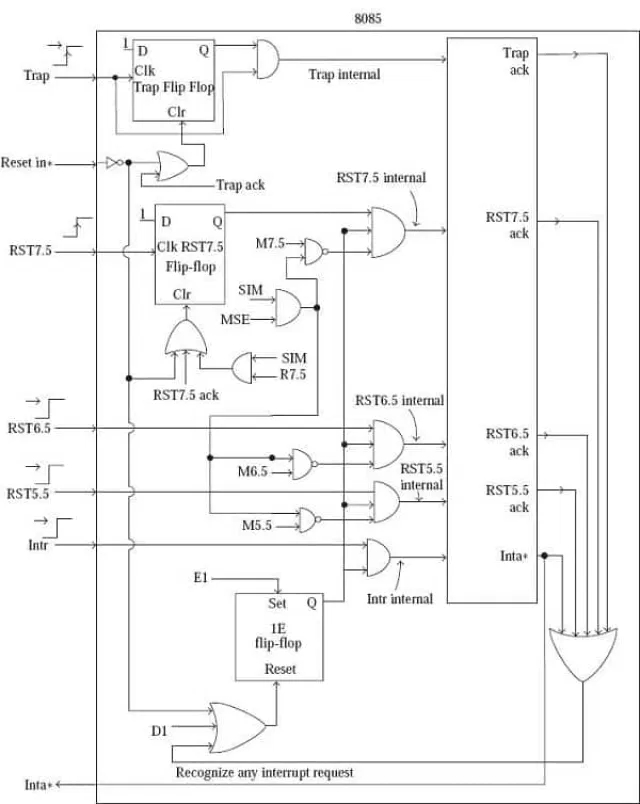 8085
1
D
Q
Clk
Trap Flip Flop
Clr
Trap
Trap internal
Trap
ack
Reset in+
Trap ack
RST7.5 internal
1
D
Q
Clk RST7.5
Flip-flop
Clr
RST7.5
M7.5
RST7.5
ack
SIM
MSE
SIM
R7.5
RST7.5 ack
RST6.5 internal
RST6.5
RST6.5
ack
M6.5
RST5.5
internal
RST5.5
RST5.5
ack
M5.5
Intr
Inta+
E1
Intr internal
Set
Q
1E
flip-flop
Reset
D1
Recognize any interrupt request
Inta+